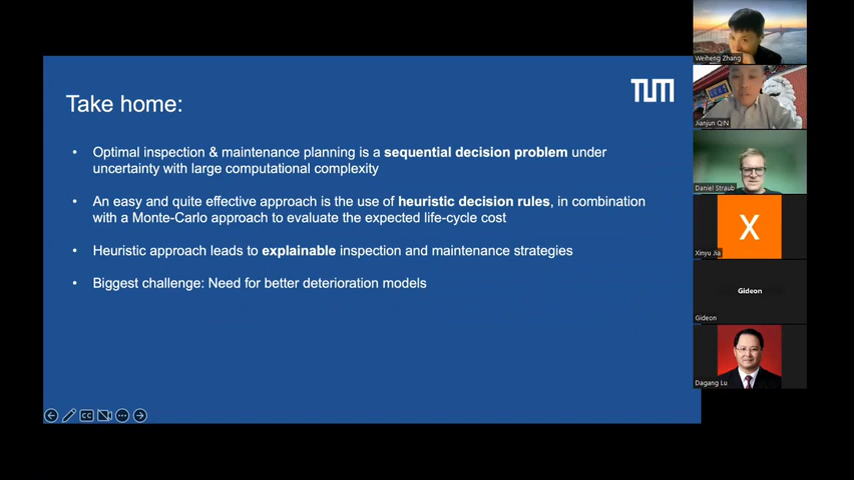 TUM
Take home:
• Optimal inspection & maintenance planning is a sequential decision problem under
uncertainty with large computational complexity
• An easy and quite effective approach is the use of heuristic decision rules, in combination
with a Monte-Carlo approach to evaluate the expected life-cycle cost
• Heuristic approach leads to explainable inspection and maintenance strategies
• Biggest challenge: Need for better deterioration models
CC
Weiheng Zhang
Jianjun QIN
Daniel Straub
X
Xinyu Jia
Gideon
Gideon
Dagang Lu